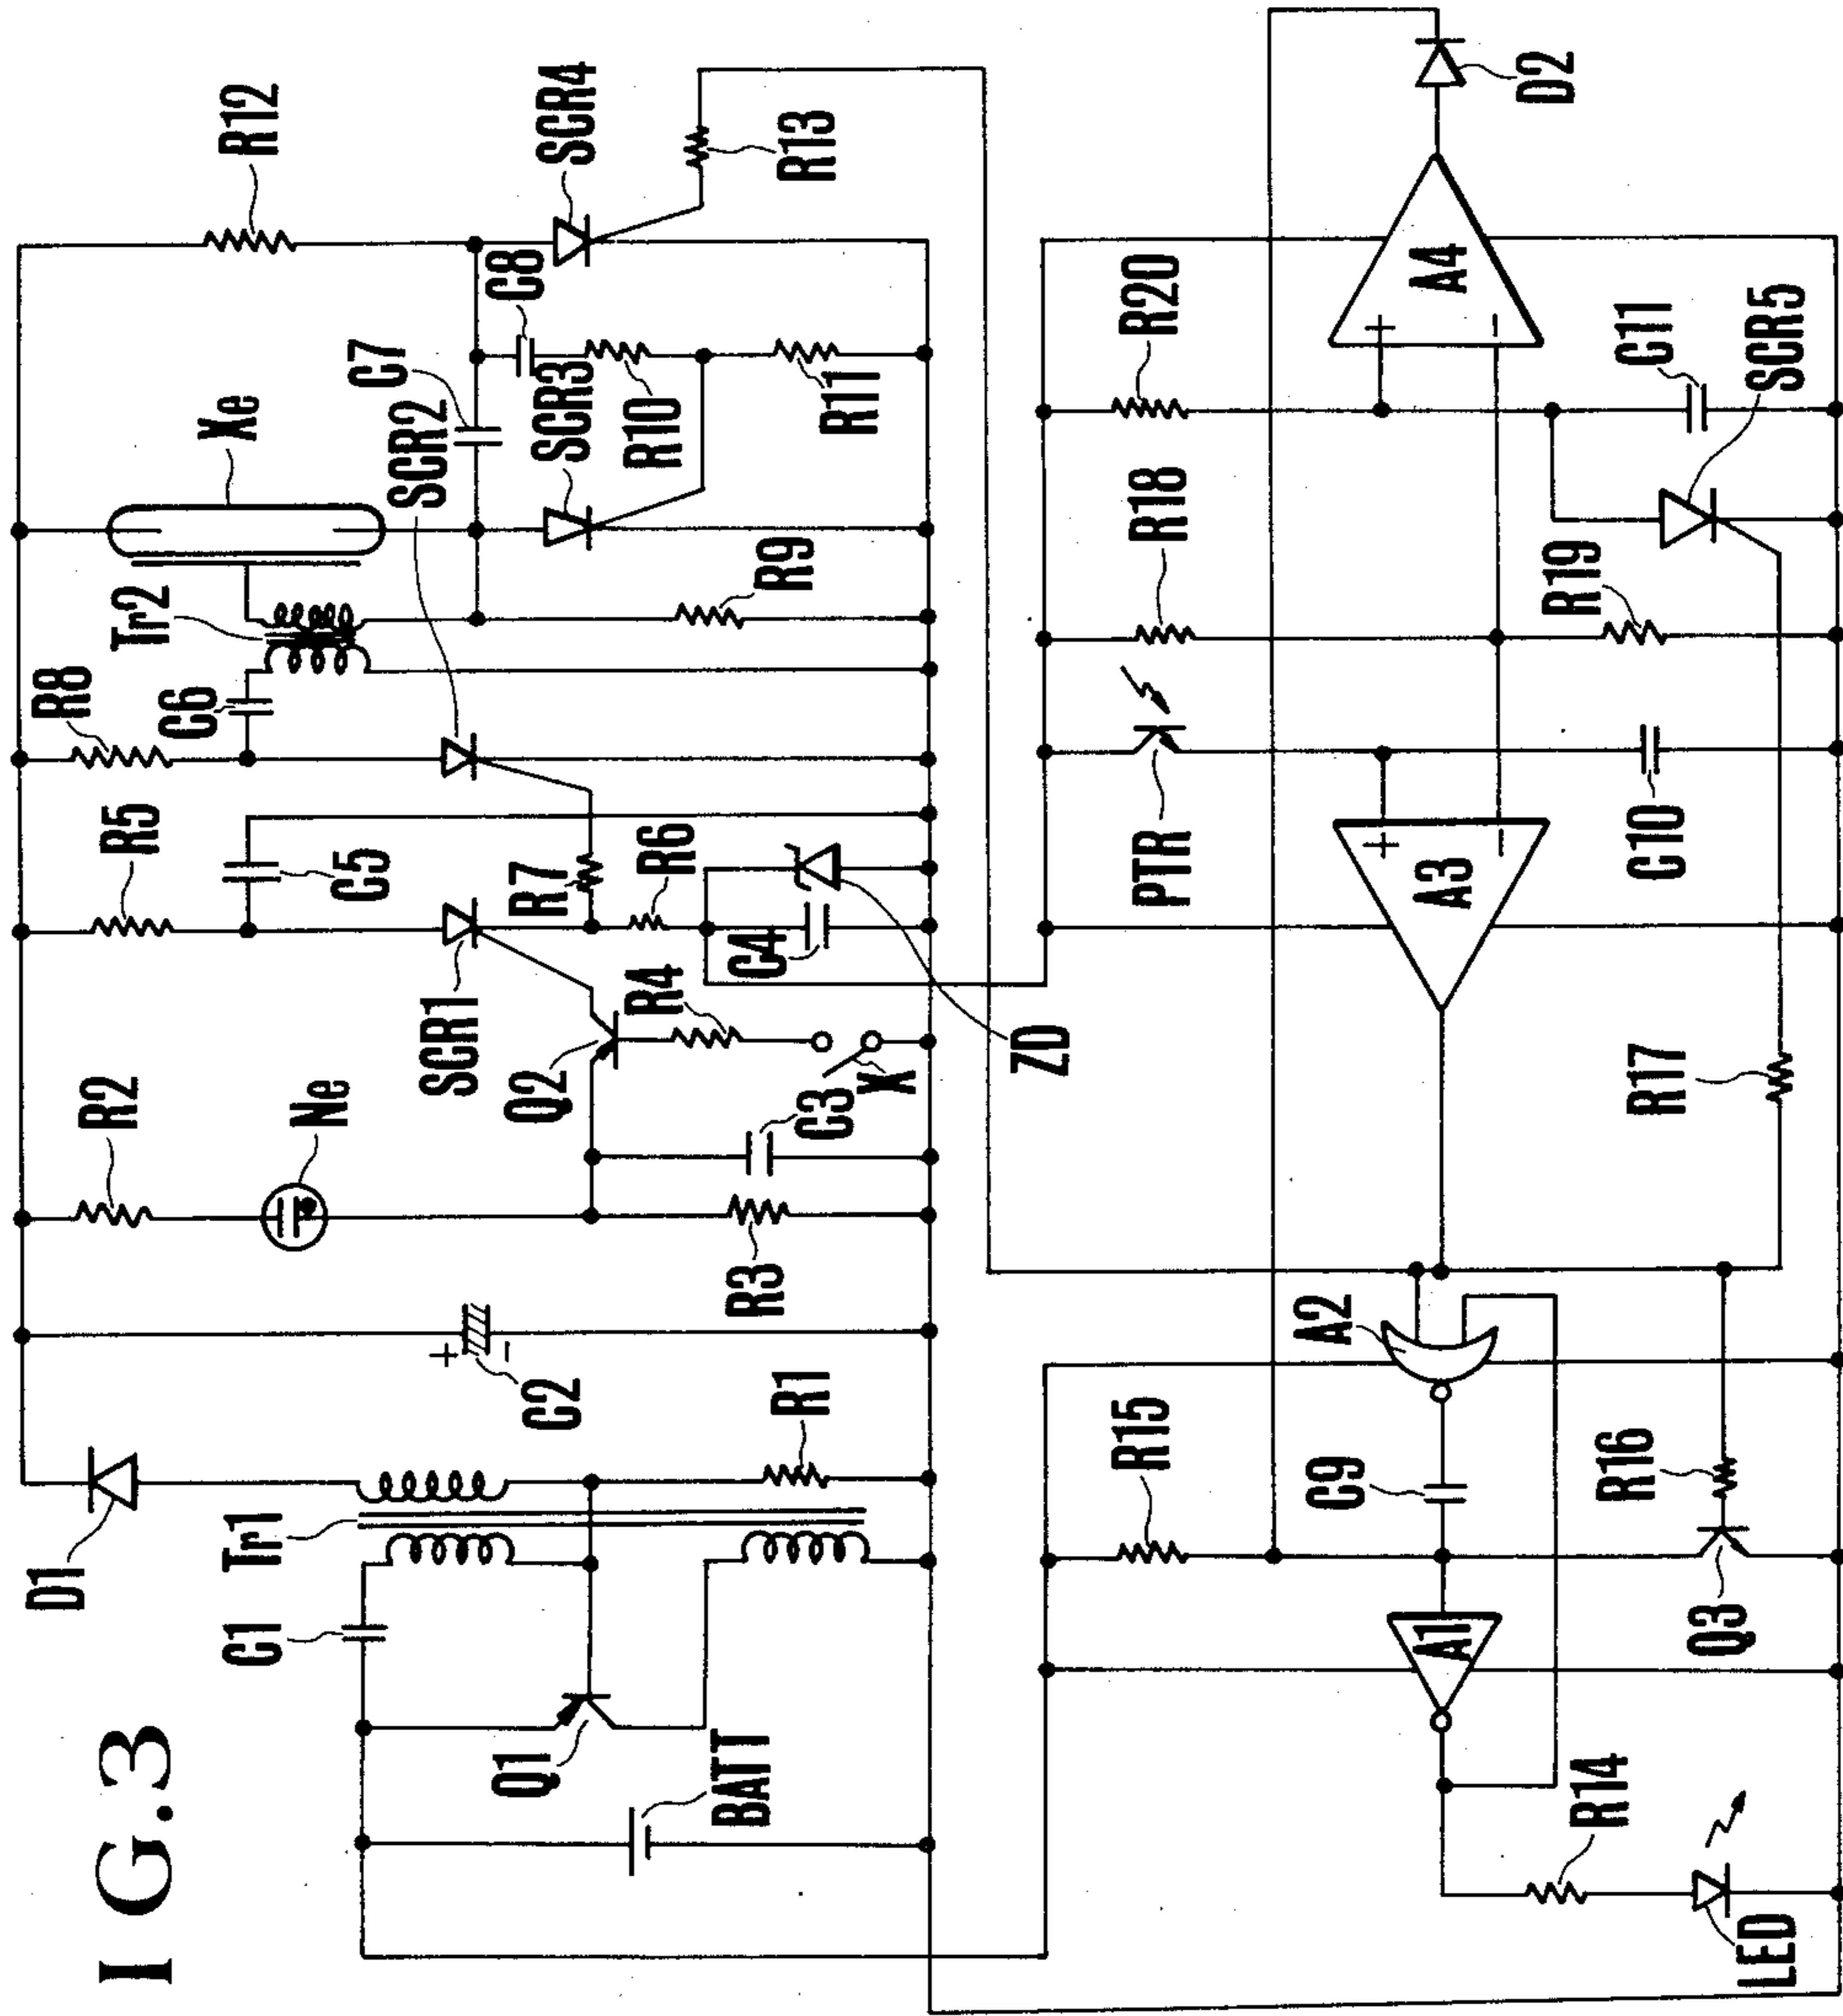 I G.3
D1
R2
Ne
R5
R8
Tr2
Xe
R12
C1
Tr1
C2
R1
R3
C3
X
Q2
R4
SCR1
C5
C6
R7
R6
C4
ZD
SCR2
C7
SCR3
R9
R10
C8
R11
SCR4
R13
Q1
BATT
+
-
R15
A2
C9
A1
R14
LED
Q3
R16
R17
A3
+
-
PTR
C10
R18
R19
R20
C11
SCR5
A4
+
-
D2